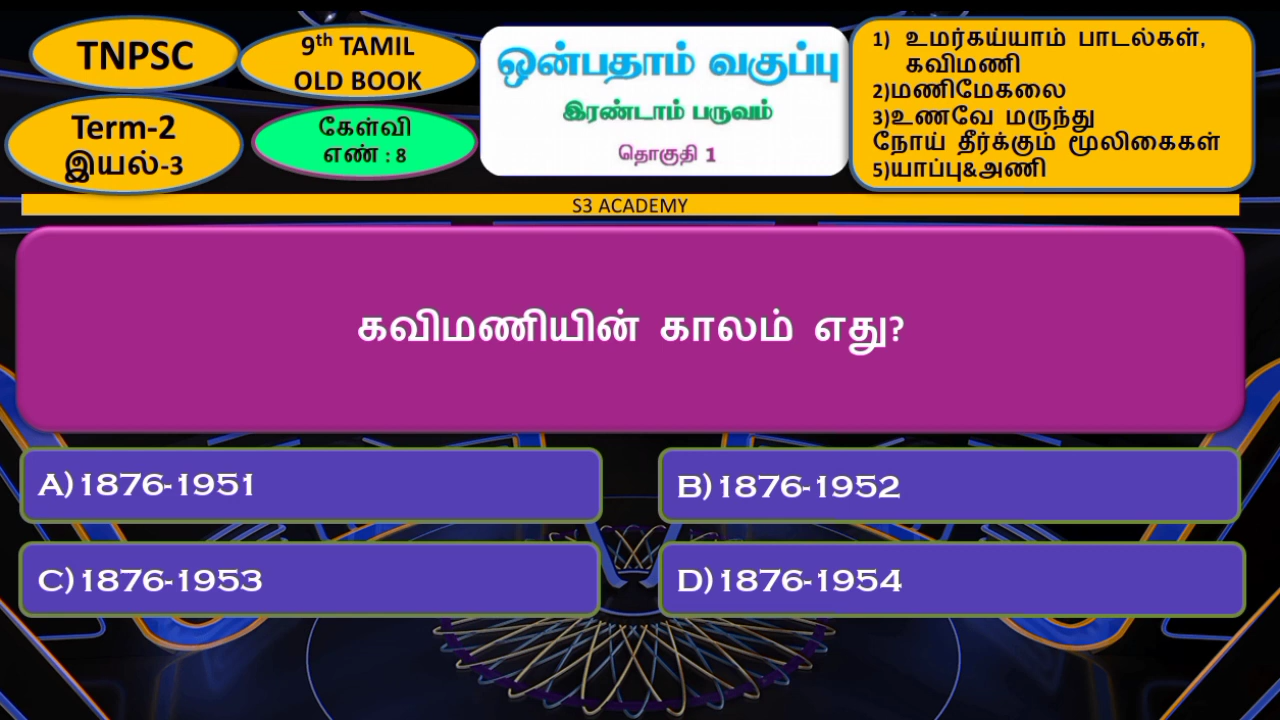 TNPSC
9th TAMIL
OLD BOOK
Term-2
இயல்-3
கேள்வி
எண் : 8
ஒன்பதாம் வகுப்பு
இரண்டாம் பருவம்
தொகுதி 1
1) உமர்கய்யாம் பாடல்கள்,
கவிமணி
2)மணிமேகலை
3)உணவே மருந்து
நோய் தீர்க்கும் மூலிகைகள்
5)யாப்பு&அணி
S3 ACADEMY
கவிமணியின் காலம் எது?
A) 1876-1951
B) 1876-1952
C) 1876-1953
D) 1876-1954